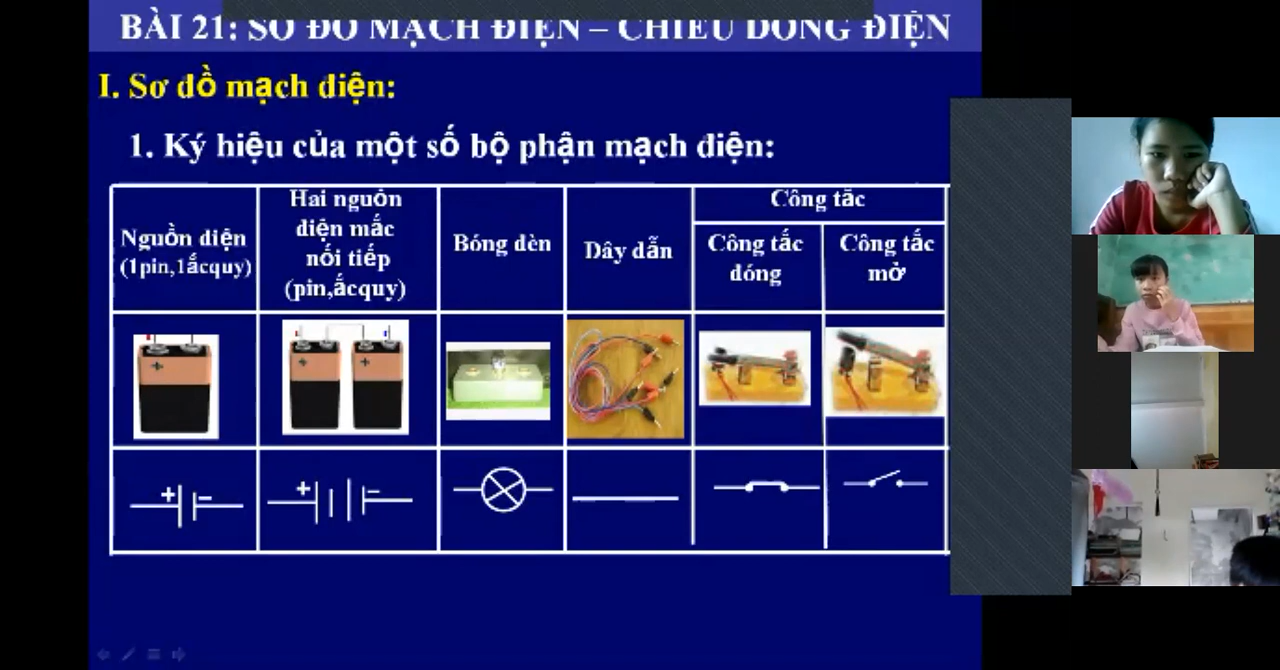 BÀI 21: SƠ ĐỒ MẠCH ĐIỆN – CHIỀU DÒNG ĐIỆN
I. Sơ đồ mạch điện:
1. Ký hiệu của một số bộ phận mạch điện:
Nguồn điện
(1pin,1ắcquy)
Hai nguồn
điện mắc
nối tiếp
(pin,ắcquy)
Bóng đèn
Dây dẫn
Công tắc
Công tắc
đóng
Công tắc
mở
+ –
+ –